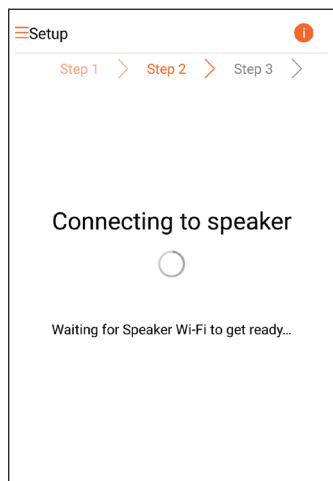 Setup
i
Step 1 Step 2 Step 3
Connecting to speaker
Waiting for Speaker Wi-Fi to get ready...